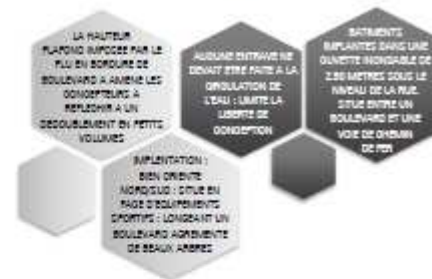 LA HAUTEUR
PLAFOND IMPOSEE PAR LE
PLU EN BORDURE DE
BOULEVARD A AMENE LES
CONCEPTEURS A
REFLECHIR A UN
DEDOUBLEMENT EN PETITS
VOLUMES
AUCUNE ENTRAVE NE
DEVAIT ETRE FAITE A LA
CIRCULATION DE
L'EAU : LIMITE LA
LIBERTE DE
CONCEPTION
BATIMENTS
IMPLANTES DANS UNE
CUVETTE INONDABLE DE
2.80 METRES SOUS LE
NIVEAU DE LA RUE.
SITUE ENTRE UN
BOULEVARD ET UNE
VOIE DE CHEMIN
DE FER
IMPLENTATION :
BIEN ORIENTE
NORD/SUD : SITUE EN
FACE D'EQUIPEMENTS
SPORTIFS : LONGEANT UN
BOULEVARD AGREMENTE
DE BEAUX ARBRES